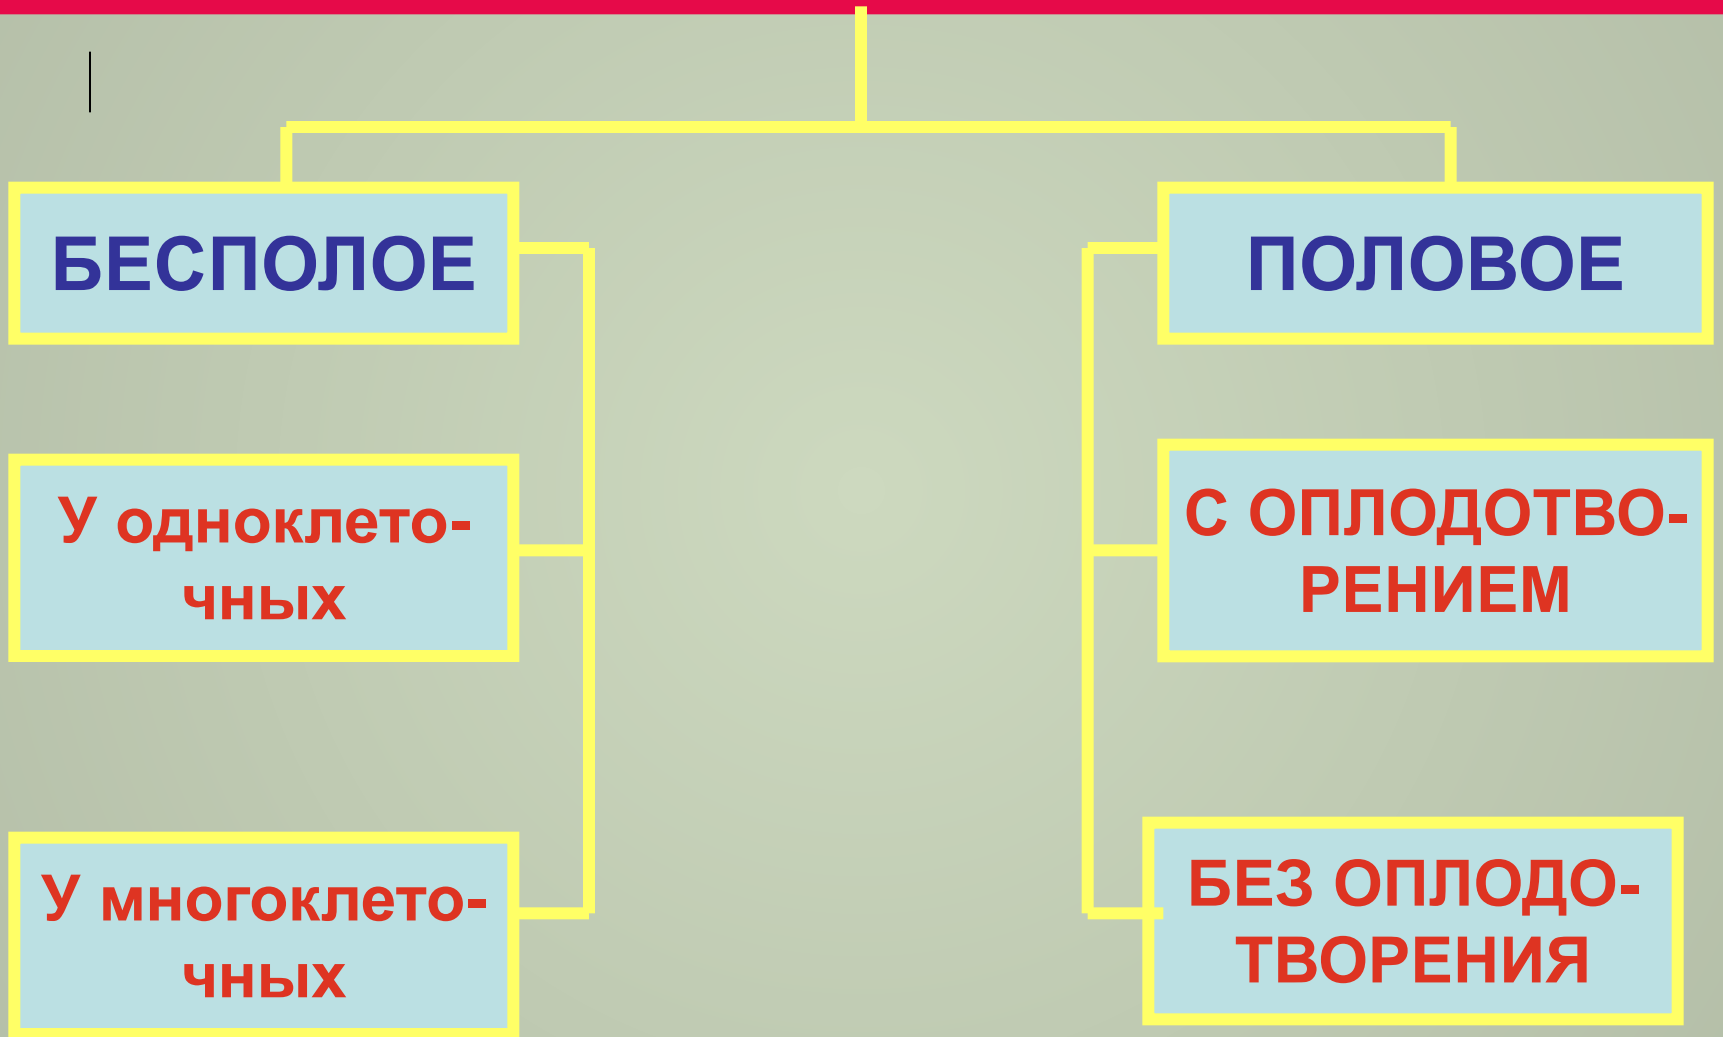 БЕСПОЛОЕ
ПОЛОВОЕ
У одноклето-
чных
С ОПЛОДОТВО-
РЕНИЕМ
У многоклето-
чных
БЕЗ ОПЛОДО-
ТВОРЕНИЯ